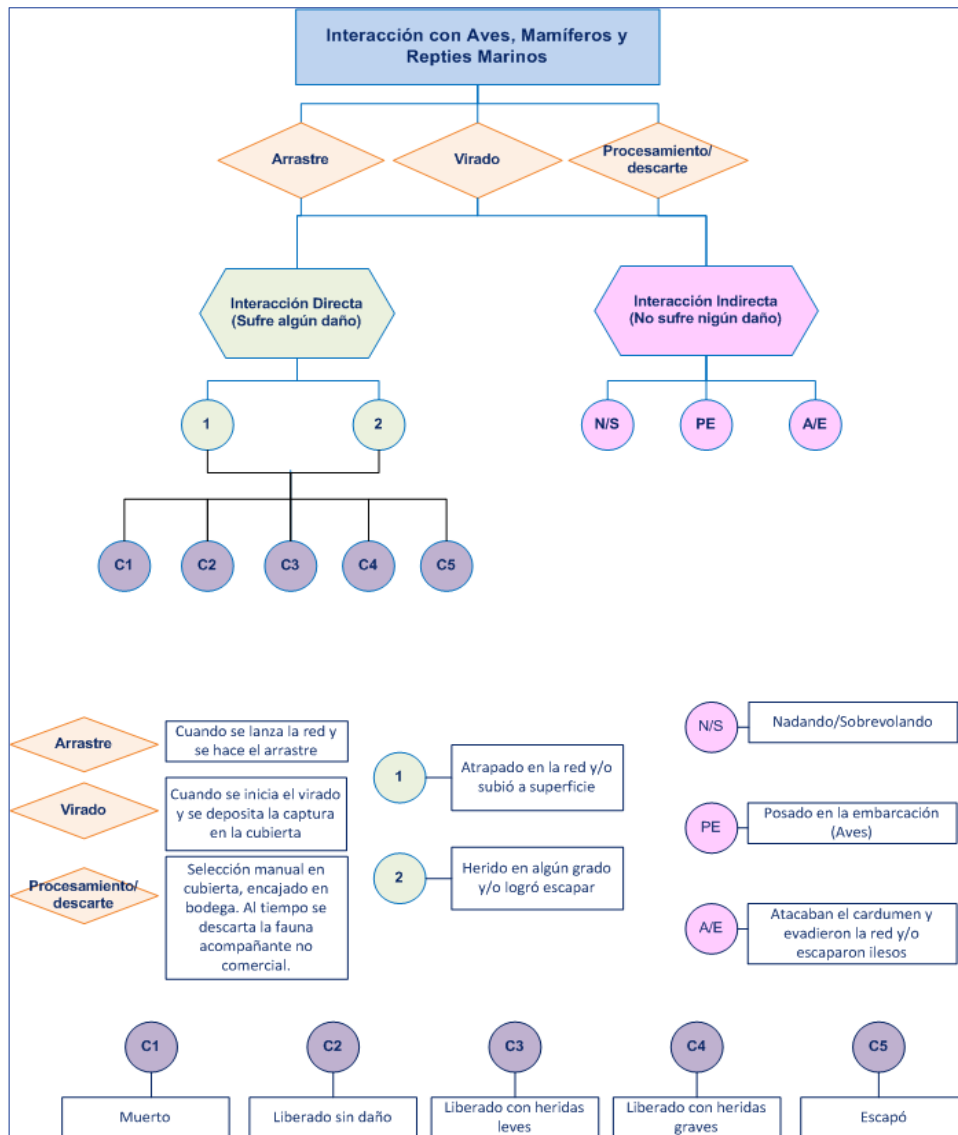 Interacción con Aves, Mamíferos y
Repties Marinos
Arrastre
Virado
Procesamiento/
descarte
Interacción Directa
(Sufre algún daño)
Interacción Indirecta
(No sufre nigún daño)
1
2
N/S
PE
A/E
C1
C2
C3
C4
C5
Arrastre
Cuando se lanza la red y
se hace el arrastre
Virado
Cuando se inicia el virado
y se deposita la captura
en la cubierta
Procesamiento/
descarte
Selección manual en
cubierta, encajado en
bodega. Al tiempo se
descarta la fauna
acompañante no
comercial.
1
Atrapado en la red y/o
subió a superficie
2
Herido en algún grado
y/o logró escapar
N/S
Nadando/Sobrevolando
PE
Posado en la embarcación
(Aves)
A/E
Atacaban el cardumen y
evadieron la red y/o
escaparon ilesos
C1
Muerto
C2
Liberado sin daño
C3
Liberado con heridas
leves
C4
Liberado con heridas
graves
C5
Escapó